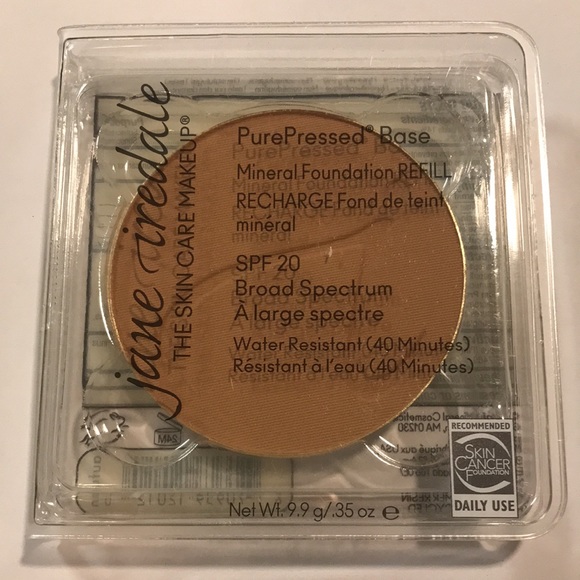 jane iredale
THE SKIN CARE MAKEUP®
PurePressed® Base
Mineral Foundation REFILL
RECHARGE Fond de teint
minéral
SPF 20
Broad Spectrum
À large spectre
Water Resistant (40 Minutes)
Résistant à l'eau (40 Minutes)
24M
RECOMMENDED
SKIN
CANCER
FOUNDATION
DAILY USE
Net Wt. 9.9 g/.35 oz ℮